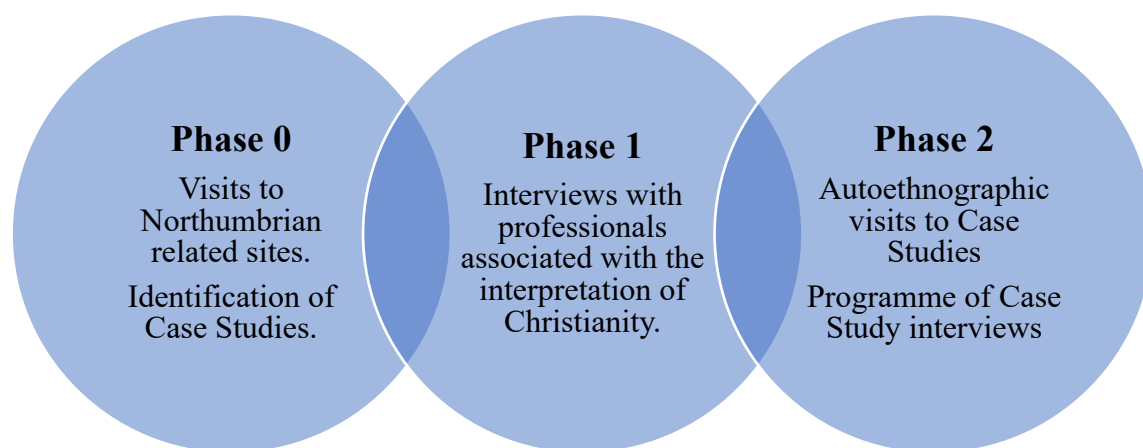 Phase 0
Visits to
Northumbrian
related sites.
Identification of
Case Studies.
Phase 1
Interviews with
professionals
associated with the
interpretation of
Christianity.
Phase 2
Autoethnographic
visits to Case
Studies
Programme of Case
Study interviews